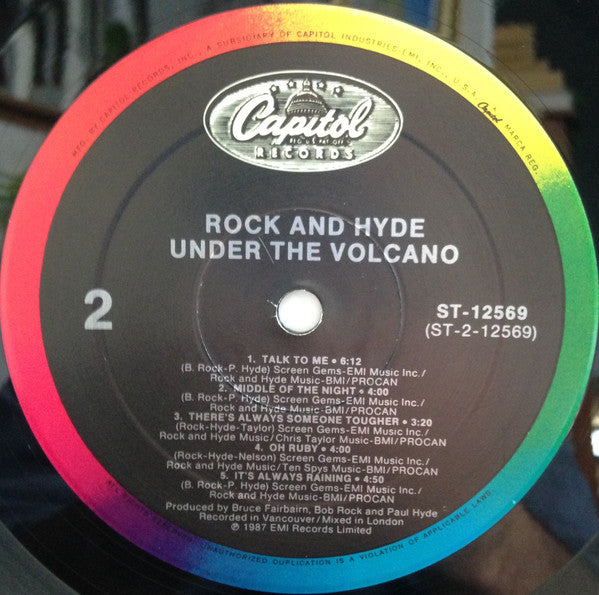 MFD. BY CAPITOL RECORDS, INC., A SUBSIDIARY OF CAPITOL INDUSTRIES-EMI, INC., U.S.A.
Capitol MARCA REG.
Capitol
RECORDS
ROCK AND HYDE
UNDER THE VOLCANO
2
ST-12569
(ST-2-12569)
1. TALK TO ME • 6:12
(B. Rock-P. Hyde) Screen Gems-EMI Music Inc./
Rock and Hyde Music-BMI/PROCAN
2. MIDDLE OF THE NIGHT • 4:00
(B. Rock-P. Hyde) Screen Gems-EMI Music Inc./
Rock and Hyde Music-BMI/PROCAN
3. THERE'S ALWAYS SOMEONE TOUGHER • 3:20
(Rock-Hyde-Taylor) Screen Gems-EMI Music Inc./
Rock and Hyde Music/Chris Taylor Music-BMI/PROCAN
4. OH RUBY • 4:00
(Rock-Hyde-Nelson) Screen Gems-EMI Music Inc./
Rock and Hyde Music/Ten Spys Music-BMI/PROCAN
5. IT'S ALWAYS RAINING • 4:50
(B. Rock-P. Hyde) Screen Gems-EMI Music Inc./
Rock and Hyde Music-BMI/PROCAN
Produced by Bruce Fairbairn, Bob Rock and Paul Hyde
Recorded in Vancouver/Mixed in London
℗ 1987 EMI Records Limited
UNAUTHORIZED DUPLICATION IS A VIOLATION OF APPLICABLE LAWS.